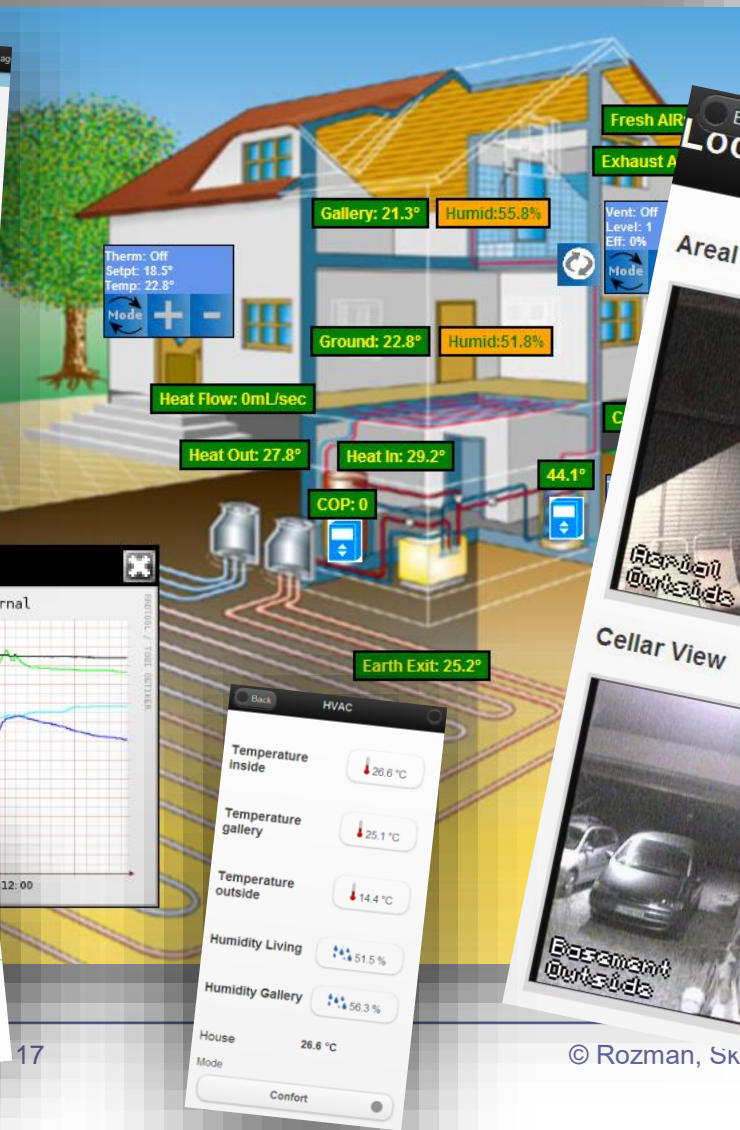 Fresh AIR
Exhaust A
Gallery: 21.3°
Humid:55.8%
Therm: Off
Setpt: 18.5°
Temp: 22.8°
Mode
+
-
Vent: Off
Level: 1
Eff: 0%
Mode
Ground: 22.8°
Humid:51.8%
Heat Flow: 0mL/sec
Heat Out: 27.8°
Heat In: 29.2°
44.1°
COP: 0
C
Earth Exit: 25.2°
rnal
RRDTOOL / TOBI OETIKER
12:00
Back
HVAC
Temperature
inside
26.6 °C
Temperature
gallery
25.1 °C
Temperature
outside
14.4 °C
Humidity Living
51.5 %
Humidity Gallery
56.3 %
House
26.6 °C
Mode
Confort
Areal
Aerial
Outside
Cellar View
Basement
Outside
17
© Rozman, Sk